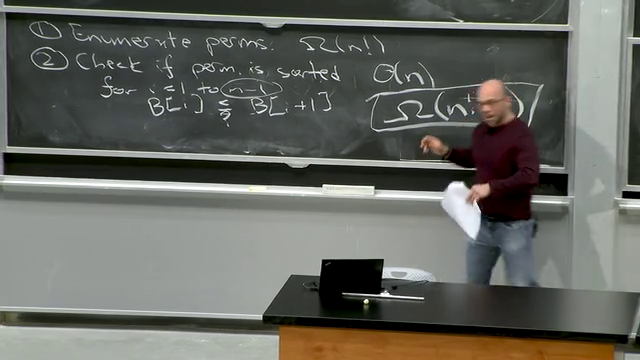 ① Enumerate perms. Ω(n!)
② Check if perm. is sorted O(n)
for i=1 to n-1
B[i] ≤? B[i+1]
Ω(n!